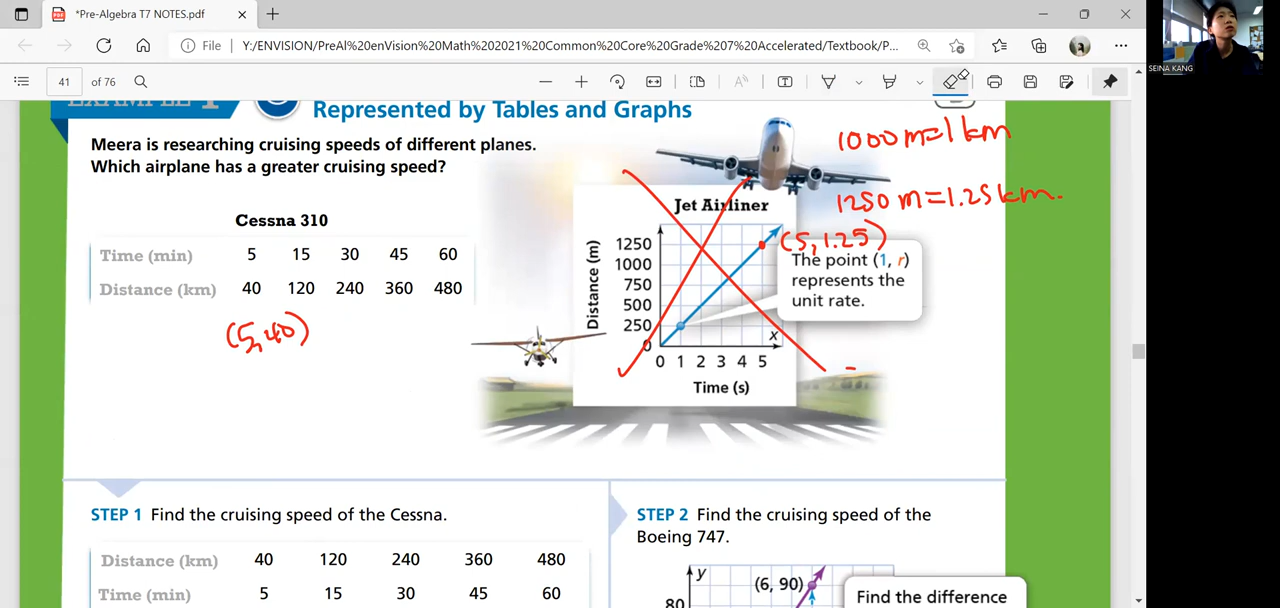 *Pre-Algebra T7 NOTES.pdf
File
Y:/ENVISION/PreAl%20enVision%20Math%202021%20Common%20Core%20Grade%207%20Accelerated/Textbook/P...
41 of 76
SEINA KANG
EXAMPLE 1
Represented by Tables and Graphs
Meera is researching cruising speeds of different planes.
Which airplane has a greater cruising speed?
1000 m=1 km
1250 m=1.25 km.
Cessna 310
Time (min) 5 15 30 45 60
Distance (km) 40 120 240 360 480
(5,40)
Jet Airliner
Distance (m)
1250
1000
750
500
250
0
x
0 1 2 3 4 5
Time (s)
(5, 1.25)
The point (1, r)
represents the
unit rate.
STEP 1 Find the cruising speed of the Cessna.
Distance (km) 40 120 240 360 480
Time (min) 5 15 30 45 60
STEP 2 Find the cruising speed of the
Boeing 747.
y
(6, 90)
80
Find the difference